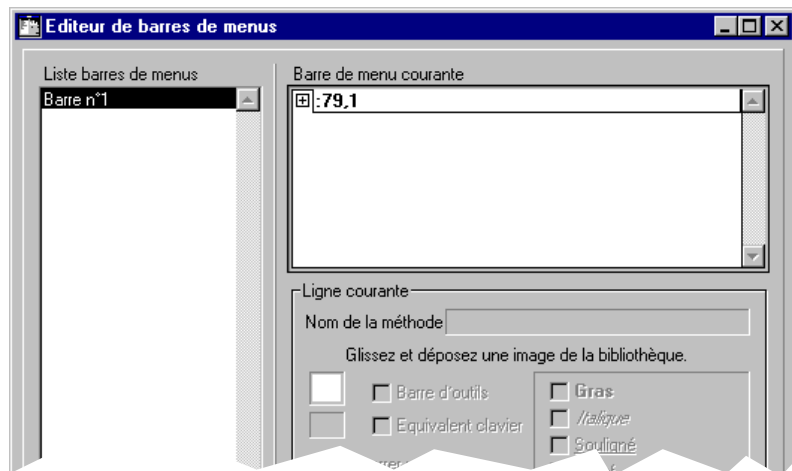 Editeur de barres de menus
Liste barres de menus
Barre n°1
Barre de menu courante
:79,1
Ligne courante
Nom de la méthode
Glissez et déposez une image de la bibliothèque.
Barre d'outils
Equivalent clavier
Gras
Italique
Souligné